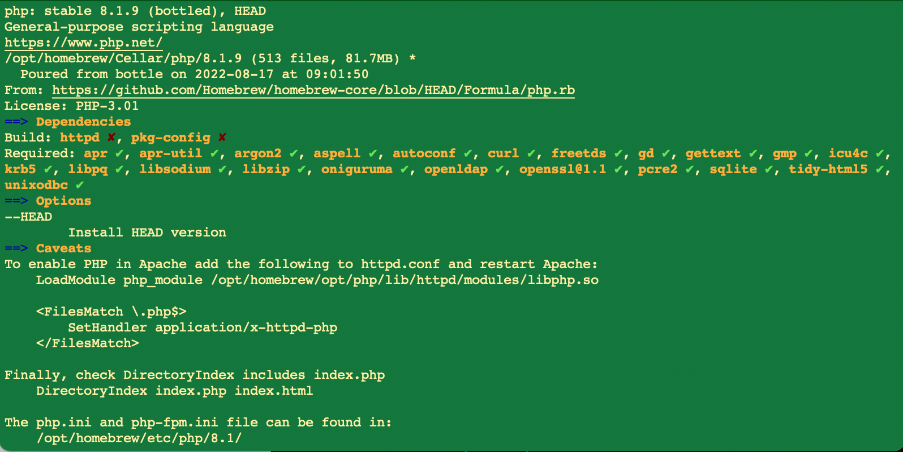 php: stable 8.1.9 (bottled), HEAD
General-purpose scripting language
https://www.php.net/
/opt/homebrew/Cellar/php/8.1.9 (513 files, 81.7MB) *
  Poured from bottle on 2022-08-17 at 09:01:50
From: https://github.com/Homebrew/homebrew-core/blob/HEAD/Formula/php.rb
License: PHP-3.01
==> Dependencies
Build: httpd ✘, pkg-config ✘
Required: apr ✔, apr-util ✔, argon2 ✔, aspell ✔, autoconf ✔, curl ✔, freetds ✔, gd ✔, gettext ✔, gmp ✔, icu4c ✔,
krb5 ✔, libpq ✔, libsodium ✔, libzip ✔, oniguruma ✔, openldap ✔, openssl@1.1 ✔, pcre2 ✔, sqlite ✔, tidy-html5 ✔,
unixodbc ✔
==> Options
--HEAD
        Install HEAD version
==> Caveats
To enable PHP in Apache add the following to httpd.conf and restart Apache:
    LoadModule php_module /opt/homebrew/opt/php/lib/httpd/modules/libphp.so

    <FilesMatch \.php$>
        SetHandler application/x-httpd-php
    </FilesMatch>

Finally, check DirectoryIndex includes index.php
    DirectoryIndex index.php index.html

The php.ini and php-fpm.ini file can be found in:
    /opt/homebrew/etc/php/8.1/